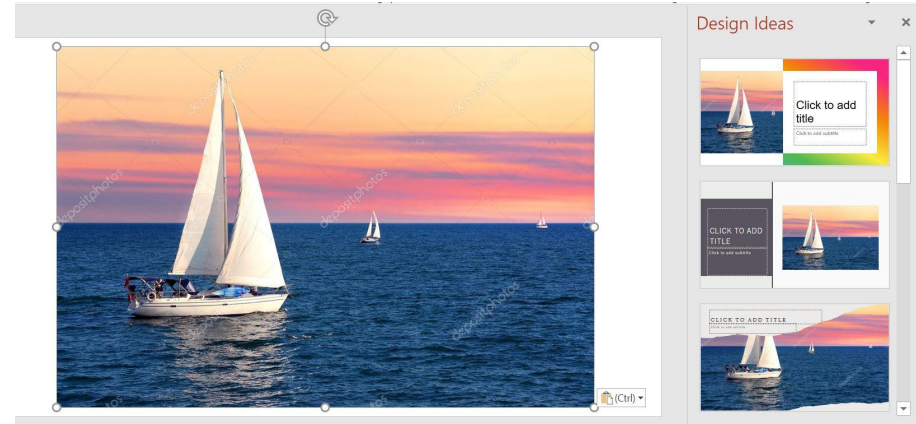 Design Ideas
depositphotos
depositphotos
depositphotos
depositphotos
depositphotos
(Ctrl)
Click to add
title
Click to add subtitle
CLICK TO ADD
TITLE
Click to add subtitle
CLICK TO ADD TITLE
Click to add subtitle